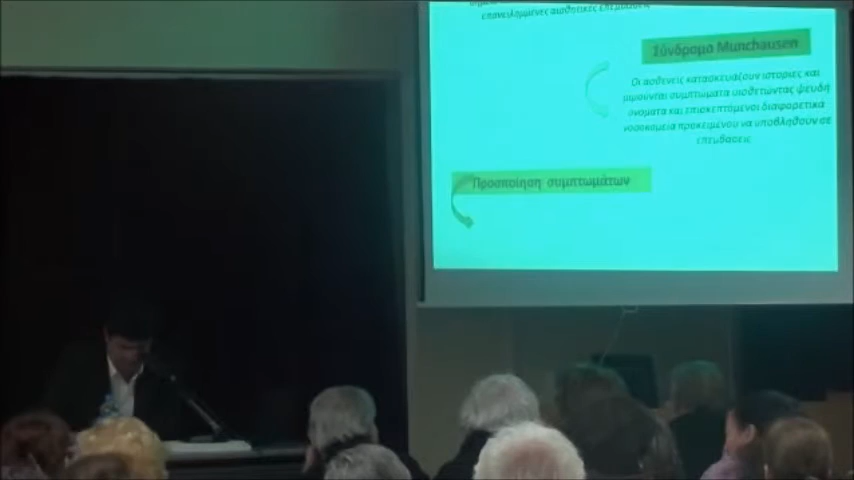 επανειλημμένες αισθητικές επεμβάσεις
Σύνδρομο Munchausen
Οι ασθενείς κατασκευάζουν ιστορίες και
μιμούνται συμπτώματα υιοθετώντας ψευδή
ονόματα και επισκεπτόμενοι διαφορετικά
νοσοκομεία προκειμένου να υποβληθούν σε
επεμβάσεις
Προσποίηση συμπτωμάτων